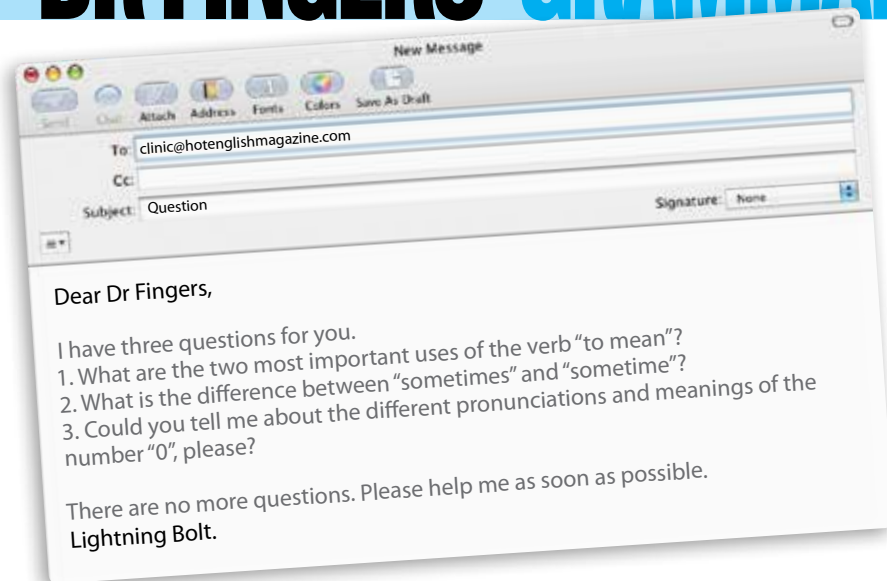 DR FINGERS' GRAMMAR
New Message
Send Chat Attach Address Fonts Colors Save As Draft
To: clinic@hotenglishmagazine.com
Cc:
Subject: Question
Signature: None
Dear Dr Fingers,
I have three questions for you.
1. What are the two most important uses of the verb “to mean”?
2. What is the difference between “sometimes” and “sometime”?
3. Could you tell me about the different pronunciations and meanings of the
number “0”, please?
There are no more questions. Please help me as soon as possible.
Lightning Bolt.